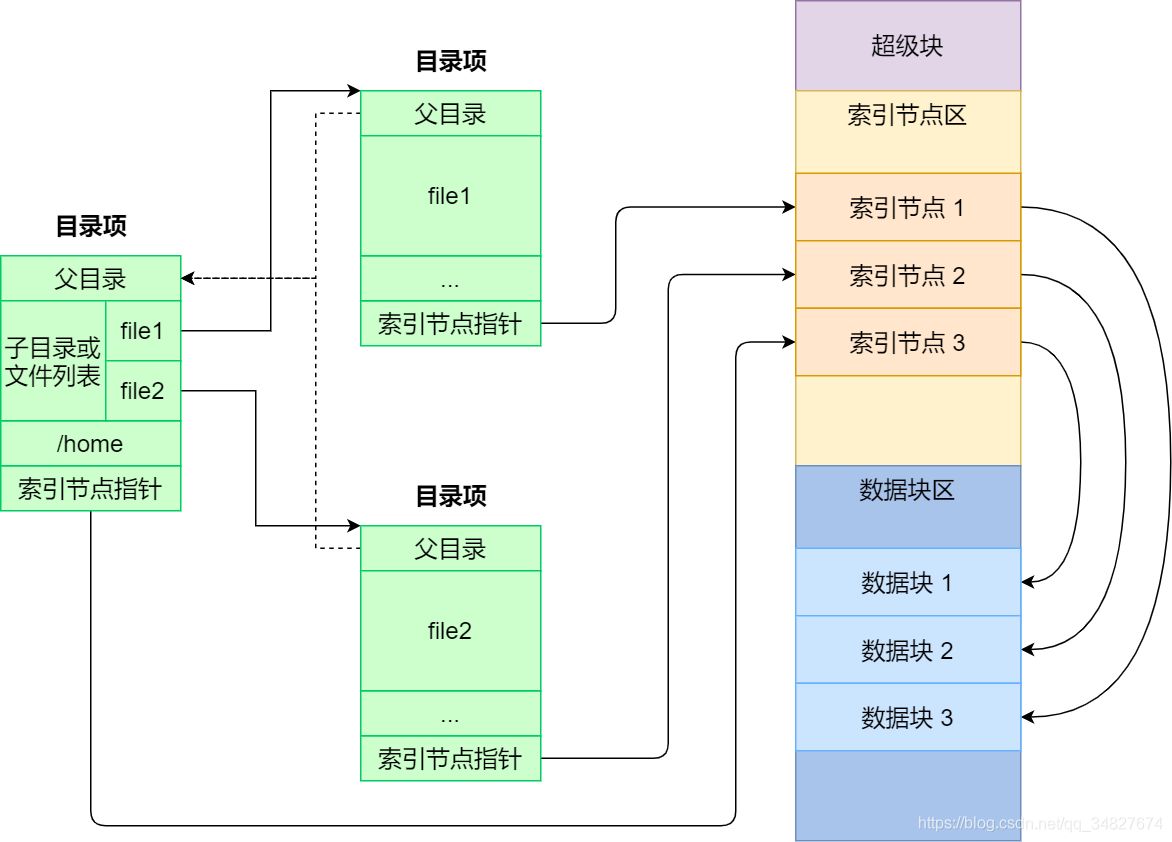 目录项
父目录
子目录或
文件列表
file1
file2
/home
索引节点指针
目录项
父目录
file1
...
索引节点指针
目录项
父目录
file2
...
索引节点指针
超级块
索引节点区
索引节点 1
索引节点 2
索引节点 3
数据块区
数据块 1
数据块 2
数据块 3
https://blog.csdn.net/qq_34827674